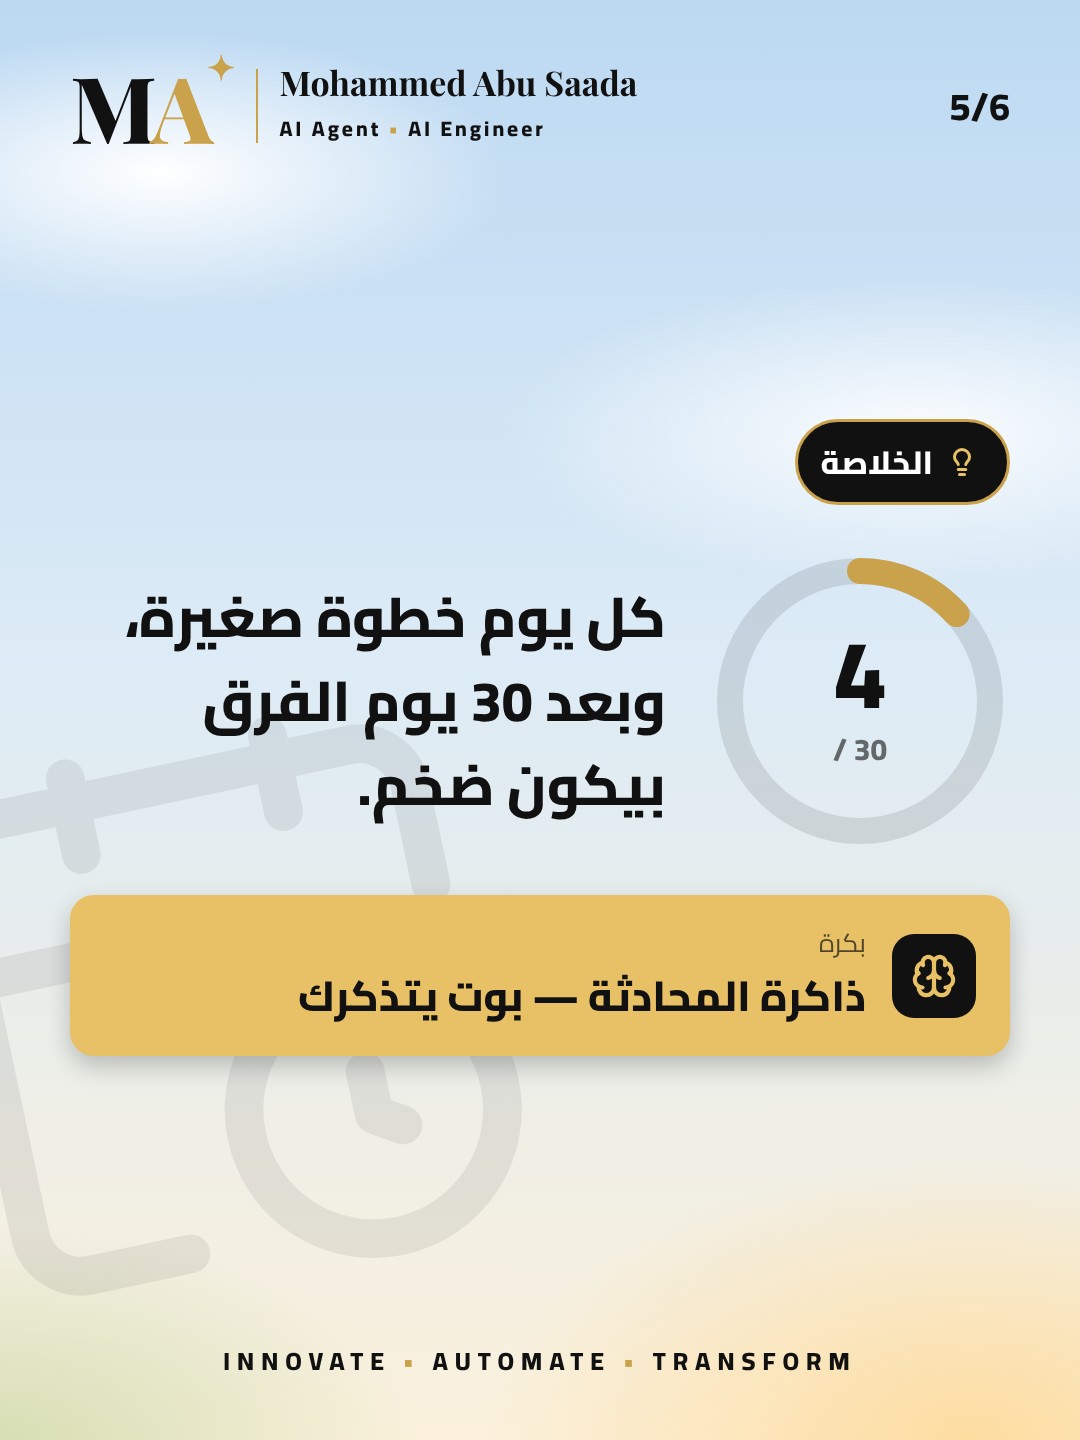 MA
Mohammed Abu Saada
AI Agent ▪ AI Engineer
5/6
الخلاصة
4
/ 30
كل يوم خطوة صغيرة،
وبعد 30 يوم الفرق
بيكون ضخم.
بكرة
ذاكرة المحادثة — بوت يتذكرك
INNOVATE ▪ AUTOMATE ▪ TRANSFORM